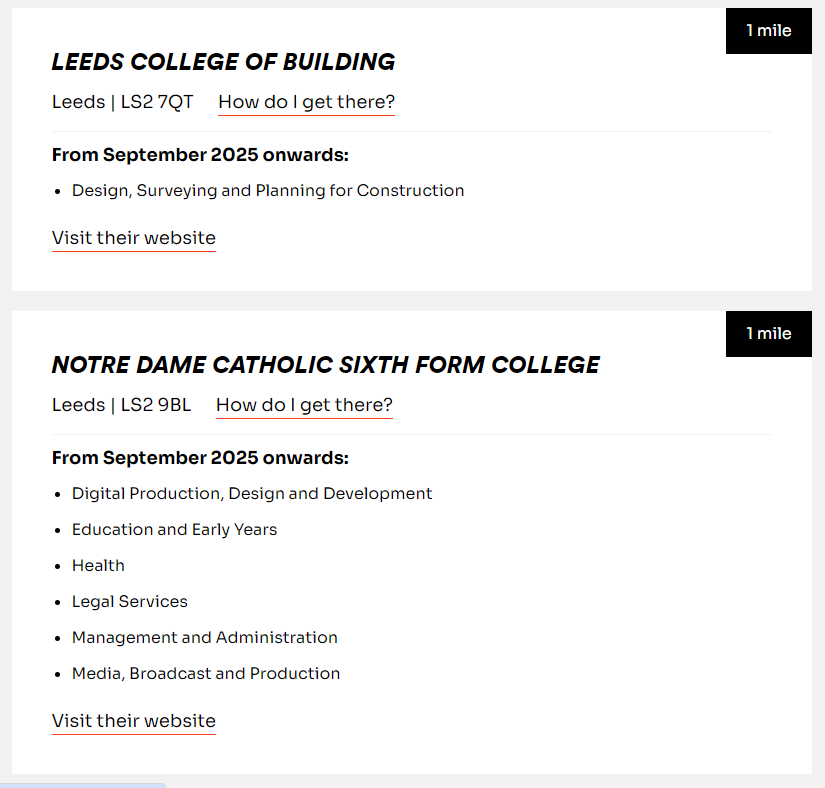 1 mile
LEEDS COLLEGE OF BUILDING
Leeds | LS2 7QT How do I get there?
From September 2025 onwards:
• Design, Surveying and Planning for Construction
Visit their website
1 mile
NOTRE DAME CATHOLIC SIXTH FORM COLLEGE
Leeds | LS2 9BL How do I get there?
From September 2025 onwards:
• Digital Production, Design and Development
• Education and Early Years
• Health
• Legal Services
• Management and Administration
• Media, Broadcast and Production
Visit their website